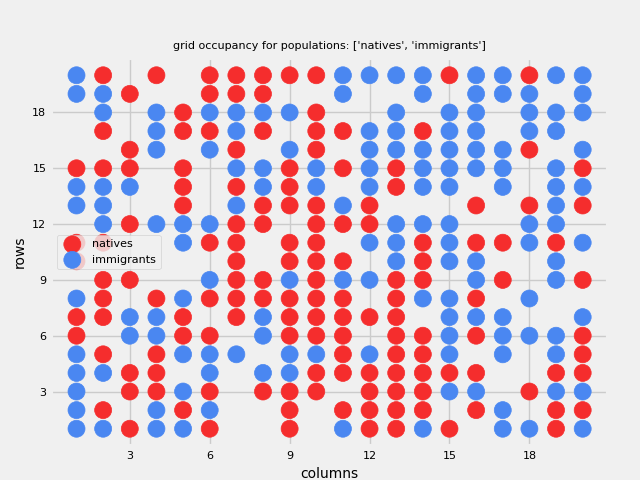 grid occupancy for populations: ['natives', 'immigrants']
18
15
12
9
6
3
rows
natives
immigrants
3 6 9 12 15 18
columns